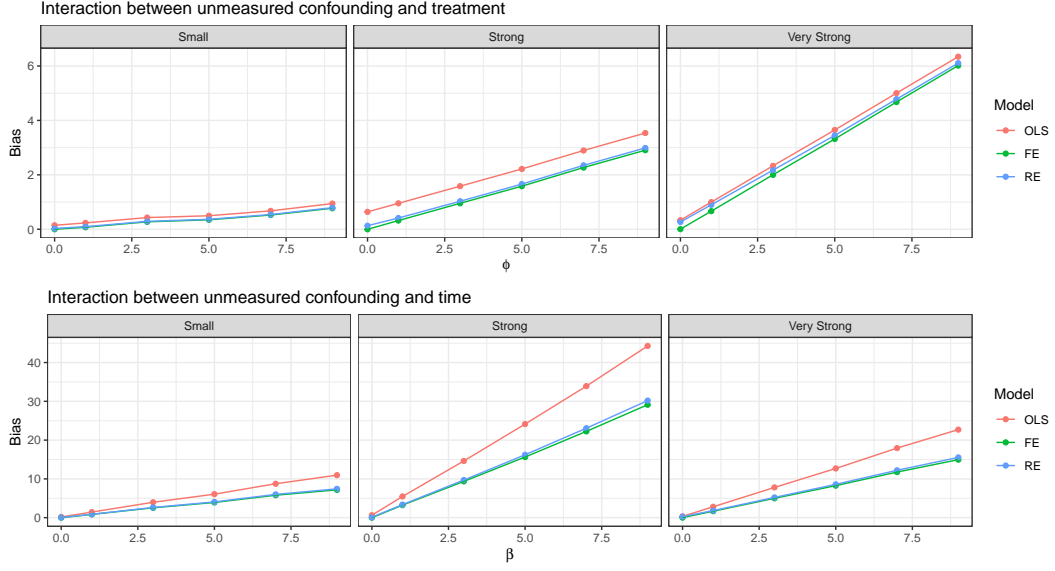 Interaction between unmeasured confounding and treatment
Small
Strong
Very Strong
6
4
2
0
Bias
0.0 2.5 5.0 7.5
0.0 2.5 5.0 7.5
0.0 2.5 5.0 7.5
ϕ
Model
OLS
FE
RE
Interaction between unmeasured confounding and time
Small
Strong
Very Strong
40
30
20
10
0
Bias
0.0 2.5 5.0 7.5
0.0 2.5 5.0 7.5
0.0 2.5 5.0 7.5
β
Model
OLS
FE
RE